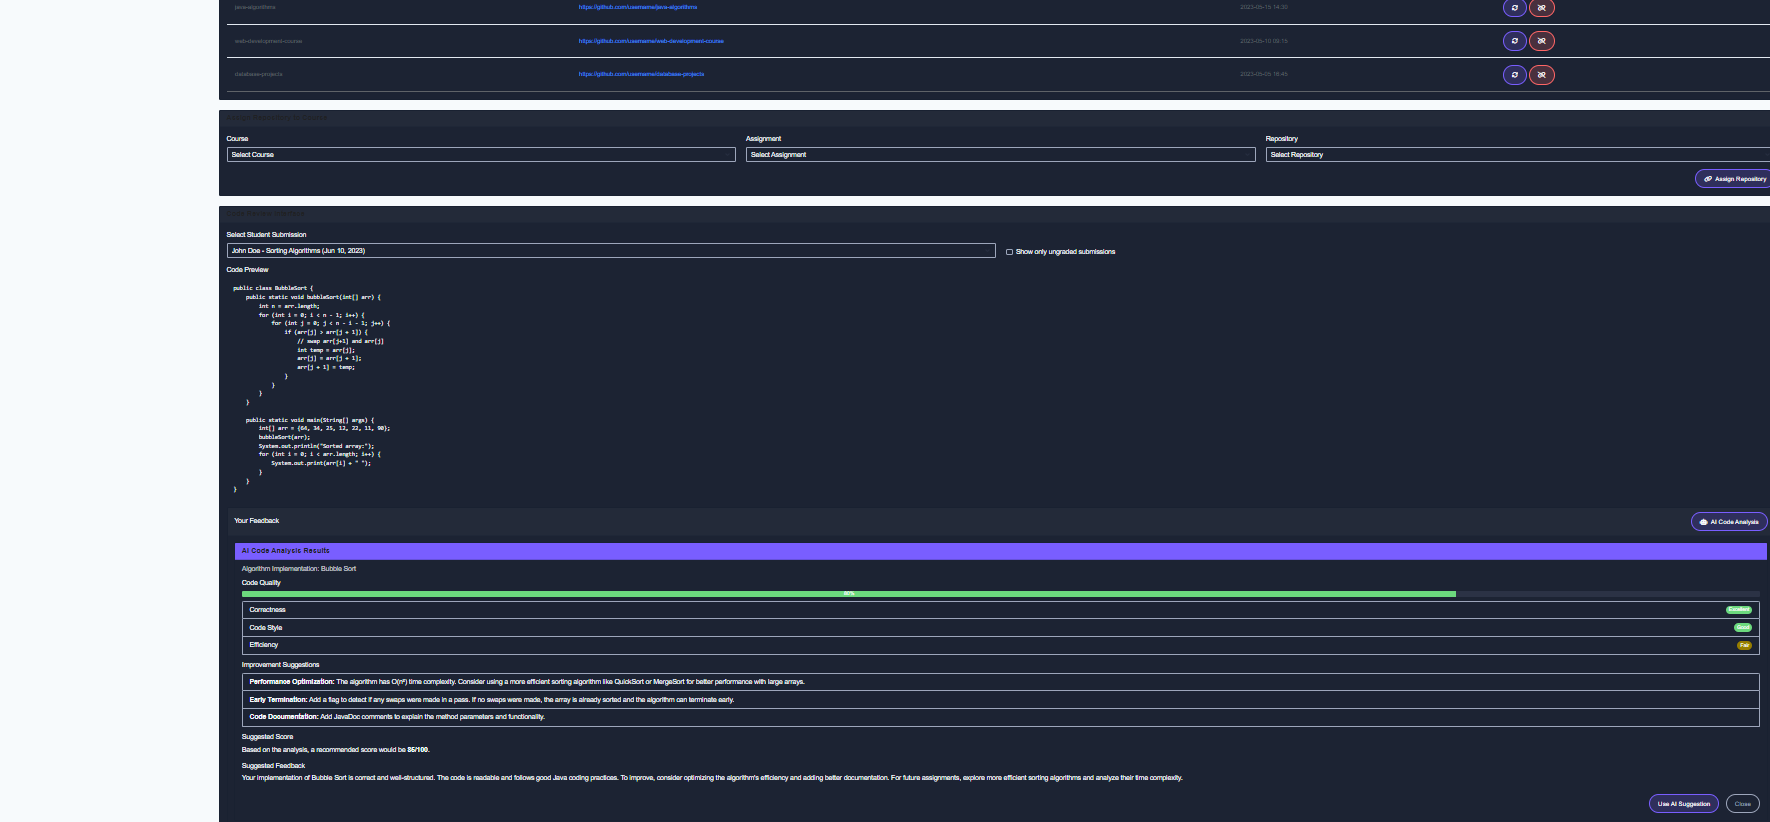 java-algorithms https://github.com/username/java-algorithms 2023-05-15 14:30
web-development-course https://github.com/username/web-development-course 2023-05-10 09:15
database-projects https://github.com/username/database-projects 2023-05-05 16:45
Assign Repository to Course
Course Assignment Repository
Select Course Select Assignment Select Repository
Assign Repository
Code Review Interface
Select Student Submission
John Doe - Sorting Algorithms (Jun 10, 2023) Show only ungraded submissions
Code Preview
public class BubbleSort {
public static void bubbleSort(int[] arr) {
int n = arr.length;
for (int i = 0; i < n - 1; i++) {
for (int j = 0; j < n - i - 1; j++) {
if (arr[j] > arr[j + 1]) {
// swap arr[j+1] and arr[j]
int temp = arr[j];
arr[j] = arr[j + 1];
arr[j + 1] = temp;
}
}
}
}
public static void main(String[] args) {
int[] arr = {64, 34, 25, 12, 22, 11, 90};
bubbleSort(arr);
System.out.println("Sorted array:");
for (int i = 0; i < arr.length; i++) {
System.out.print(arr[i] + " ");
}
}
}
Your Feedback AI Code Analysis
AI Code Analysis Results
Algorithm Implementation: Bubble Sort
Code Quality
80%
Correctness Excellent
Code Style Good
Efficiency Fair
Improvement Suggestions
Performance Optimization: The algorithm has O(n²) time complexity. Consider using a more efficient sorting algorithm like QuickSort or MergeSort for better performance with large arrays.
Early Termination: Add a flag to detect if any swaps were made in a pass. If no swaps were made, the array is already sorted and the algorithm can terminate early.
Code Documentation: Add JavaDoc comments to explain the method parameters and functionality.
Suggested Score
Based on the analysis, a recommended score would be 85/100.
Suggested Feedback
Your implementation of Bubble Sort is correct and well-structured. The code is readable and follows good Java coding practices. To improve, consider optimizing the algorithm's efficiency and adding better documentation. For future assignments, explore more efficient sorting algorithms and analyze their time complexity.
Use AI Suggestion Close